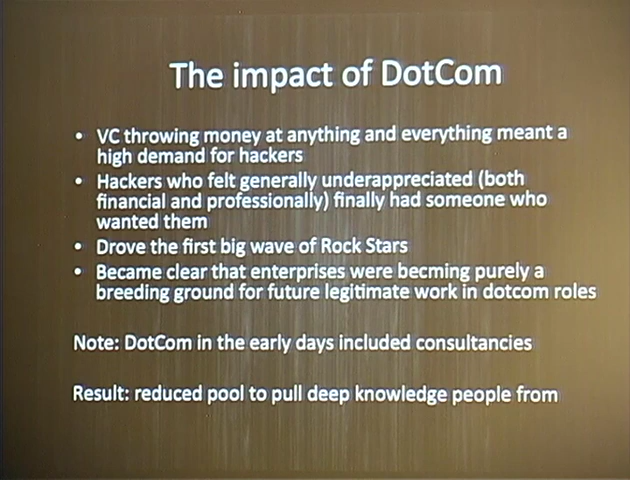 The impact of DotCom
• VC throwing money at anything and everything meant a
high demand for hackers
• Hackers who felt generally underappreciated (both
financial and professionally) finally had someone who
wanted them
• Drove the first big wave of Rock Stars
• Became clear that enterprises were becming purely a
breeding ground for future legitimate work in dotcom roles
Note: DotCom in the early days included consultancies
Result: reduced pool to pull deep knowledge people from